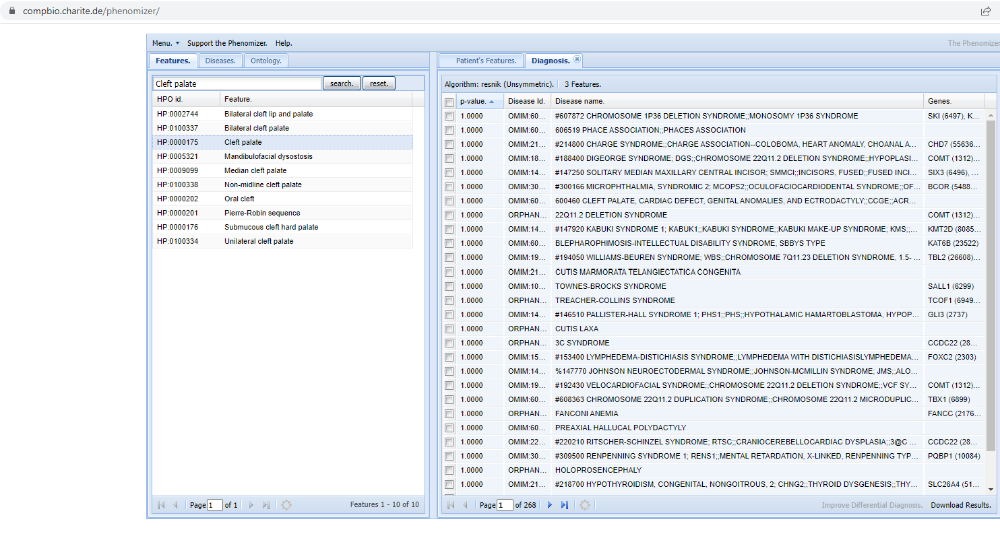 compbio.charite.de/phenomizer/
Menu. Support the Phenomizer. Help.
The Phenomizer
Features. Diseases. Ontology.
Cleft palate search. reset.
HPO id. Feature.
HP:0002744 Bilateral cleft lip and palate
HP:0100337 Bilateral cleft palate
HP:0000175 Cleft palate
HP:0005321 Mandibulofacial dysostosis
HP:0009099 Median cleft palate
HP:0100338 Non-midline cleft palate
HP:0000202 Oral cleft
HP:0000201 Pierre-Robin sequence
HP:0000176 Submucous cleft hard palate
HP:0100334 Unilateral cleft palate
Page 1 of 1 Features 1 - 10 of 10
Patient's Features. Diagnosis.
Algorithm: resnik (Unsymmetric). 3 Features.
p-value. Disease Id. Disease name. Genes.
1.0000 OMIM:60... #607872 CHROMOSOME 1P36 DELETION SYNDROME;;MONOSOMY 1P36 SYNDROME SKI (6497), K...
1.0000 OMIM:60... 606519 PHACE ASSOCIATION;;PHACES ASSOCIATION
1.0000 OMIM:21... #214800 CHARGE SYNDROME;;CHARGE ASSOCIATION--COLOBOMA, HEART ANOMALY, CHOANAL A... CHD7 (55636...
1.0000 OMIM:18... #188400 DIGEORGE SYNDROME; DGS;;CHROMOSOME 22Q11.2 DELETION SYNDROME;;HYPOPLASI... COMT (1312)...
1.0000 OMIM:14... #147250 SOLITARY MEDIAN MAXILLARY CENTRAL INCISOR; SMMCI;;INCISORS, FUSED;;FUSED INCI... SIX3 (6496), ...
1.0000 OMIM:30... #300166 MICROPHTHALMIA, SYNDROMIC 2; MCOPS2;;OCULOFACIOCARDIODENTAL SYNDROME;;OF... BCOR (5488...
1.0000 OMIM:60... 600460 CLEFT PALATE, CARDIAC DEFECT, GENITAL ANOMALIES, AND ECTRODACTYLY;;CCGE;;ACR...
1.0000 ORPHAN... 22Q11.2 DELETION SYNDROME COMT (1312)...
1.0000 OMIM:14... #147920 KABUKI SYNDROME 1; KABUK1;;KABUKI SYNDROME;;KABUKI MAKE-UP SYNDROME; KMS;;... KMT2D (8085...
1.0000 OMIM:60... BLEPHAROPHIMOSIS-INTELLECTUAL DISABILITY SYNDROME, SBBYS TYPE KAT6B (23522)
1.0000 OMIM:19... #194050 WILLIAMS-BEUREN SYNDROME; WBS;;CHROMOSOME 7Q11.23 DELETION SYNDROME, 1.5- ... TBL2 (26608)...
1.0000 OMIM:21... CUTIS MARMORATA TELANGIECTATICA CONGENITA
1.0000 OMIM:10... TOWNES-BROCKS SYNDROME SALL1 (6299)
1.0000 ORPHAN... TREACHER-COLLINS SYNDROME TCOF1 (6949...
1.0000 OMIM:14... #146510 PALLISTER-HALL SYNDROME 1; PHS1;;PHS;;HYPOTHALAMIC HAMARTOBLASTOMA, HYPOP... GLI3 (2737)
1.0000 ORPHAN... CUTIS LAXA
1.0000 ORPHAN... 3C SYNDROME CCDC22 (28...
1.0000 OMIM:15... #153400 LYMPHEDEMA-DISTICHIASIS SYNDROME;;LYMPHEDEMA WITH DISTICHIASISLYMPHEDEMA... FOXC2 (2303)
1.0000 OMIM:14... %147770 JOHNSON NEUROECTODERMAL SYNDROME;;JOHNSON-MCMILLIN SYNDROME; JMS;;ALO...
1.0000 OMIM:19... #192430 VELOCARDIOFACIAL SYNDROME;;CHROMOSOME 22Q11.2 DELETION SYNDROME;;VCF SY... COMT (1312)...
1.0000 OMIM:60... #608363 CHROMOSOME 22Q11.2 DUPLICATION SYNDROME;;CHROMOSOME 22Q11.2 MICRODUPLIC... TBX1 (6899)
1.0000 ORPHAN... FANCONI ANEMIA FANCC (2176...
1.0000 OMIM:60... PREAXIAL HALLUCAL POLYDACTYLY
1.0000 OMIM:22... #220210 RITSCHER-SCHINZEL SYNDROME; RTSC;;CRANIOCEREBELLOCARDIAC DYSPLASIA;;3@C ... CCDC22 (28...
1.0000 OMIM:30... #309500 RENPENNING SYNDROME 1; RENS1;;MENTAL RETARDATION, X-LINKED, RENPENNING TYP... PQBP1 (10084)
1.0000 ORPHAN... HOLOPROSENCEPHALY
1.0000 OMIM:21... #218700 HYPOTHYROIDISM, CONGENITAL, NONGOITROUS, 2; CHNG2;;THYROID DYSGENESIS;;THY... SLC26A4 (51...
Page 1 of 268 Improve Differential Diagnosis. Download Results.